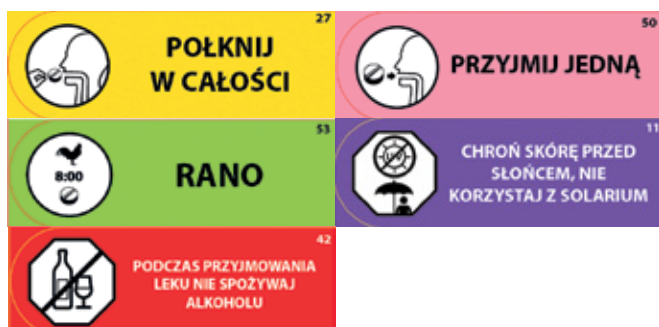 27
POŁKNIJ
W CAŁOŚCI
50
PRZYJMIJ JEDNĄ
53
8:00
RANO
11
UV
CHROŃ SKÓRĘ PRZED
SŁOŃCEM, NIE
KORZYSTAJ Z SOLARIUM
42
PODCZAS PRZYJMOWANIA
LEKU NIE SPOŻYWAJ
ALKOHOLU